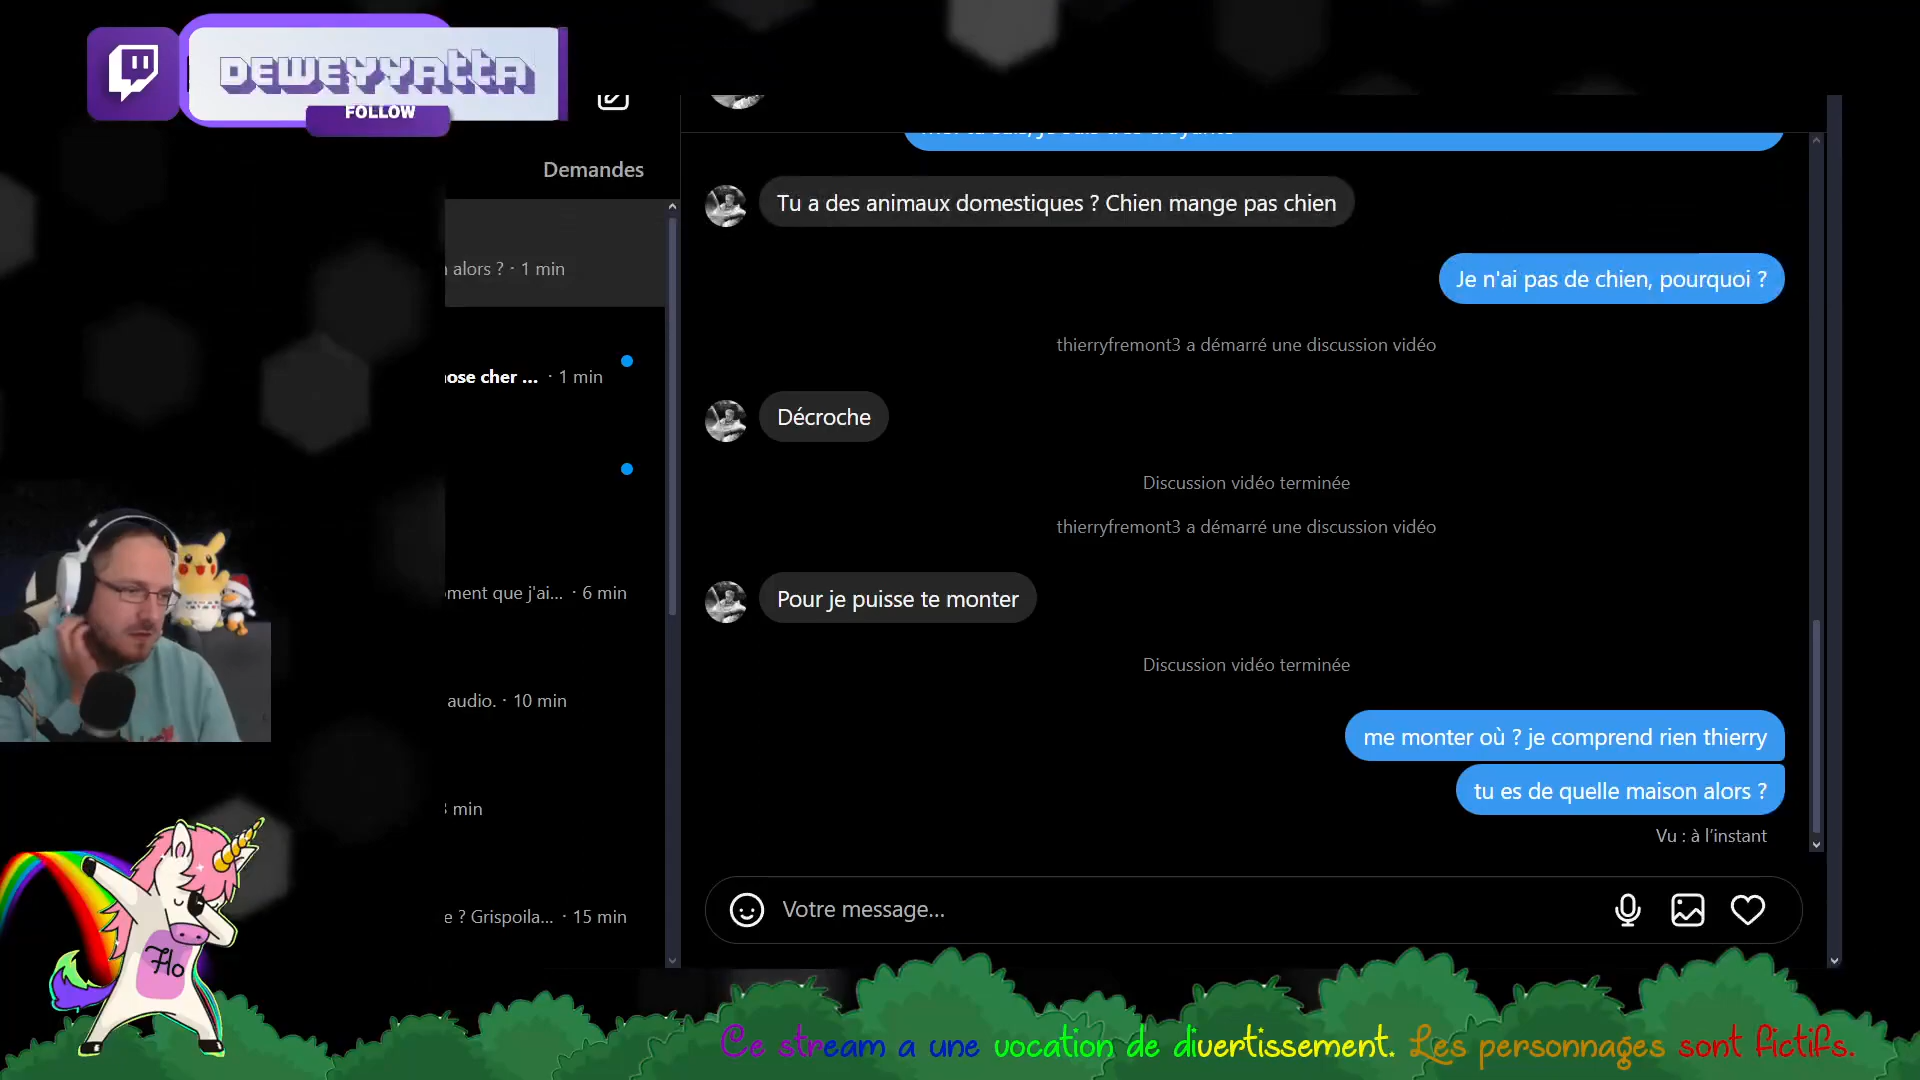 DEWEYYATTA
FOLLOW
Demandes
alors ? · 1 min
ose cher ... · 1 min
ment que j'ai... · 6 min
audio. · 10 min
min
e ? Grispoila... · 15 min
Tu a des animaux domestiques ? Chien mange pas chien
Je n'ai pas de chien, pourquoi ?
thierryfremont3 a démarré une discussion vidéo
Décroche
Discussion vidéo terminée
thierryfremont3 a démarré une discussion vidéo
Pour je puisse te monter
Discussion vidéo terminée
me monter où ? je comprend rien thierry
tu es de quelle maison alors ?
Vu : à l'instant
Votre message...
Flo
Ce stream a une vocation de divertissement. Les personnages sont fictifs.